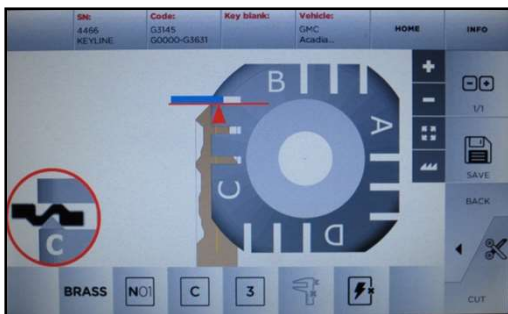 SN:
4466
KEYLINE
Code:
G3145
G0000-G3631
Key blank:
Vehicle:
GMC
Acadia...
HOME
INFO
B
A
C
D
1/1
SAVE
BACK
C
BRASS
N01
C
3
CUT